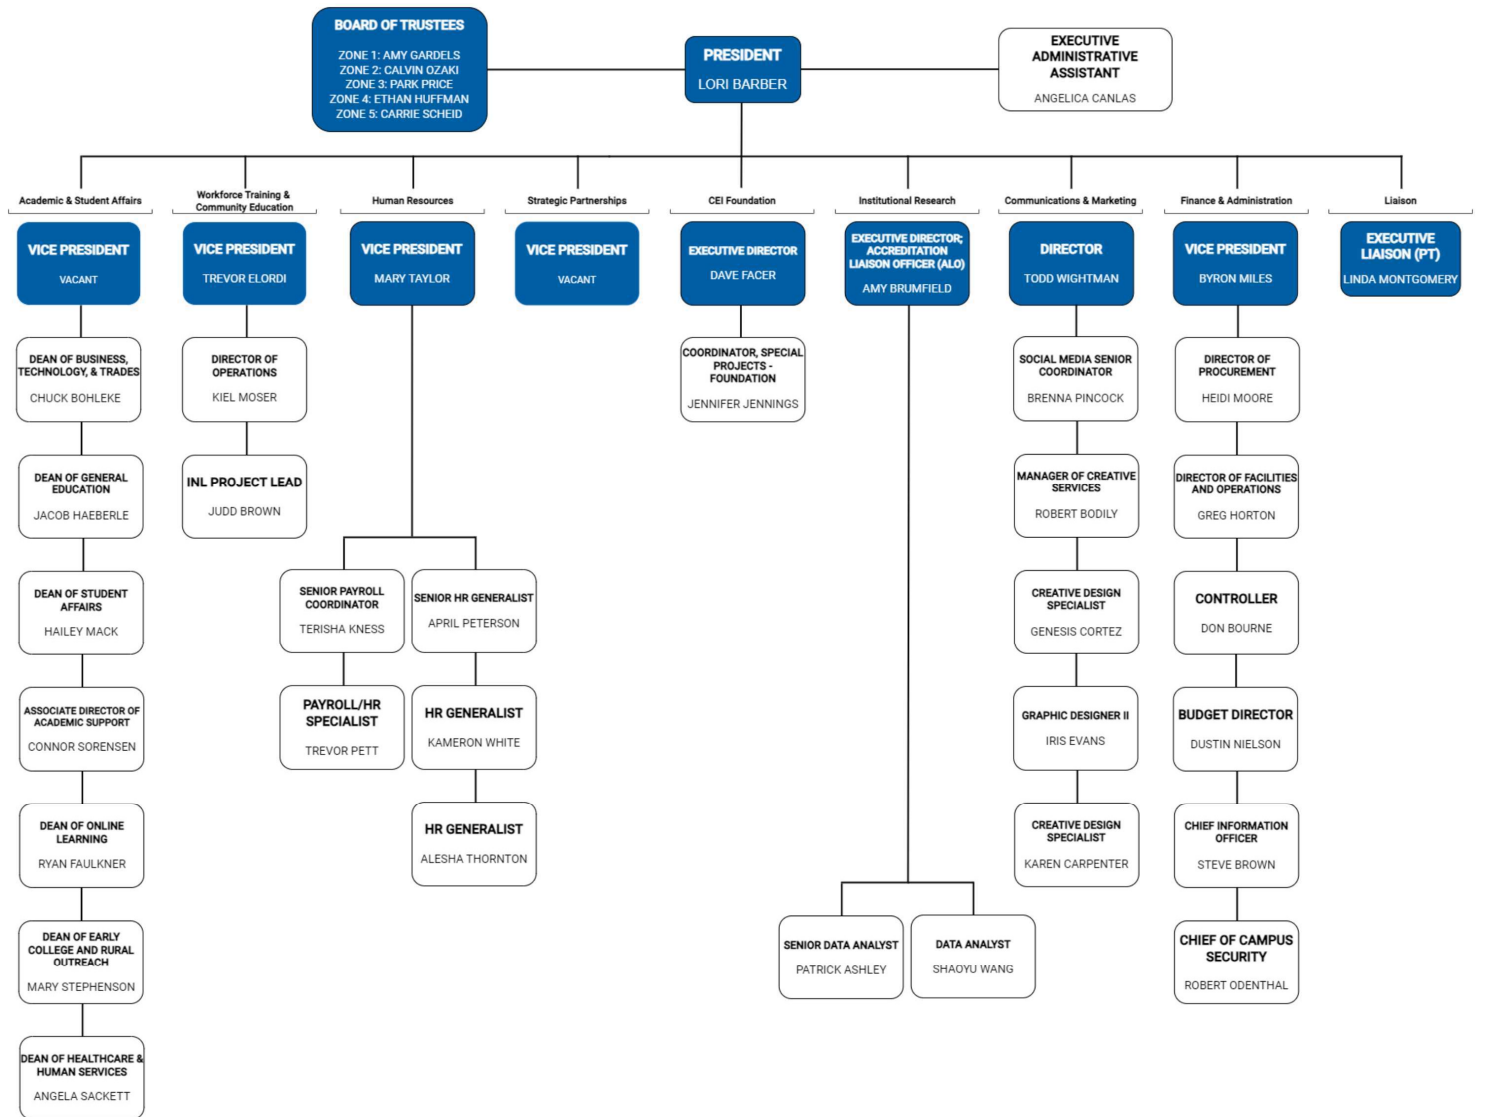 BOARD OF TRUSTEES
ZONE 1: AMY GARDELS
ZONE 2: CALVIN OZAKI
ZONE 3: PARK PRICE
ZONE 4: ETHAN HUFFMAN
ZONE 5: CARRIE SCHEID
PRESIDENT
LORI BARBER
EXECUTIVE
ADMINISTRATIVE
ASSISTANT
ANGELICA CANLAS
Academic & Student Affairs
VICE PRESIDENT
VACANT
DEAN OF BUSINESS,
TECHNOLOGY, & TRADES
CHUCK BOHLEKE
DEAN OF GENERAL
EDUCATION
JACOB HAEBERLE
DEAN OF STUDENT
AFFAIRS
HAILEY MACK
ASSOCIATE DIRECTOR OF
ACADEMIC SUPPORT
CONNOR SORENSEN
DEAN OF ONLINE
LEARNING
RYAN FAULKNER
DEAN OF EARLY
COLLEGE AND RURAL
OUTREACH
MARY STEPHENSON
DEAN OF HEALTHCARE &
HUMAN SERVICES
ANGELA SACKETT
Workforce Training &
Community Education
VICE PRESIDENT
TREVOR ELORDI
DIRECTOR OF
OPERATIONS
KIEL MOSER
INL PROJECT LEAD
JUDD BROWN
Human Resources
VICE PRESIDENT
MARY TAYLOR
SENIOR PAYROLL
COORDINATOR
TERISHA KNESS
PAYROLL/HR
SPECIALIST
TREVOR PETT
SENIOR HR GENERALIST
APRIL PETERSON
HR GENERALIST
KAMERON WHITE
HR GENERALIST
ALESHA THORNTON
Strategic Partnerships
VICE PRESIDENT
VACANT
CEI Foundation
EXECUTIVE DIRECTOR
DAVE FACER
COORDINATOR, SPECIAL
PROJECTS -
FOUNDATION
JENNIFER JENNINGS
Institutional Research
EXECUTIVE DIRECTOR;
ACCREDITATION
LIAISON OFFICER (ALO)
AMY BRUMFIELD
SENIOR DATA ANALYST
PATRICK ASHLEY
DATA ANALYST
SHAOYU WANG
Communications & Marketing
DIRECTOR
TODD WIGHTMAN
SOCIAL MEDIA SENIOR
COORDINATOR
BRENNA PINCOCK
MANAGER OF CREATIVE
SERVICES
ROBERT BODILY
CREATIVE DESIGN
SPECIALIST
GENESIS CORTEZ
GRAPHIC DESIGNER II
IRIS EVANS
CREATIVE DESIGN
SPECIALIST
KAREN CARPENTER
Finance & Administration
VICE PRESIDENT
BYRON MILES
DIRECTOR OF
PROCUREMENT
HEIDI MOORE
DIRECTOR OF FACILITIES
AND OPERATIONS
GREG HORTON
CONTROLLER
DON BOURNE
BUDGET DIRECTOR
DUSTIN NIELSON
CHIEF INFORMATION
OFFICER
STEVE BROWN
CHIEF OF CAMPUS
SECURITY
ROBERT ODENTHAL
Liaison
EXECUTIVE
LIAISON (PT)
LINDA MONTGOMERY